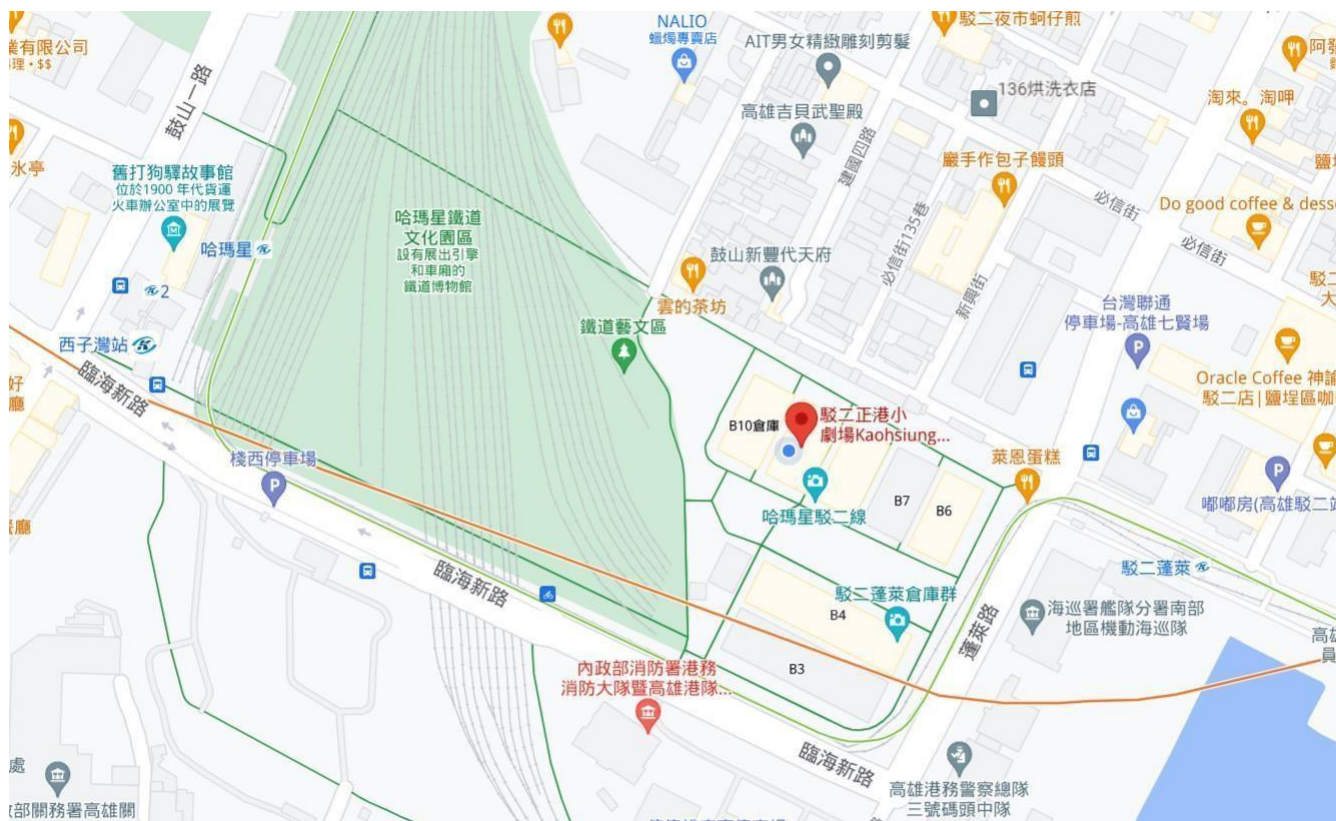 業有限公司
理・$$
鼓山一路
NALIO
蠟燭專賣店
AIT男女精緻雕刻剪髮
駁二夜市蚵仔煎
136烘洗衣店
淘來。淘呷
高雄吉貝武聖殿
建國四路
巖手作包子饅頭
必信街
Do good coffee & desse
必信街
冰亭
舊打狗驛故事館
位於1900 年代貨運
火車辦公室中的展覽
哈瑪星
2
哈瑪星鐵道
文化園區
設有展出引擎
和車廂的
鐵道博物館
鼓山新豐代天府
必信街135巷
新興街
雲的茶坊
鐵道藝文區
台灣聯通
停車場-高雄七賢場
西子灣站
臨海新路
Oracle Coffee 神諭
駁二店|鹽埕區咖
B10倉庫
駁二正港小
劇場Kaohsiung...
棧西停車場
萊恩蛋糕
B7
B6
嘟嘟房(高雄駁二站
哈瑪星駁二線
臨海新路
駁二蓬萊倉庫群
駁二蓬萊
B4
B3
蓬萊路
海巡署艦隊分署南部
地區機動海巡隊
內政部消防署港務
消防大隊暨高雄港隊...
臨海新路
高雄港務警察總隊
三號碼頭中隊
處
政部關務署高雄關